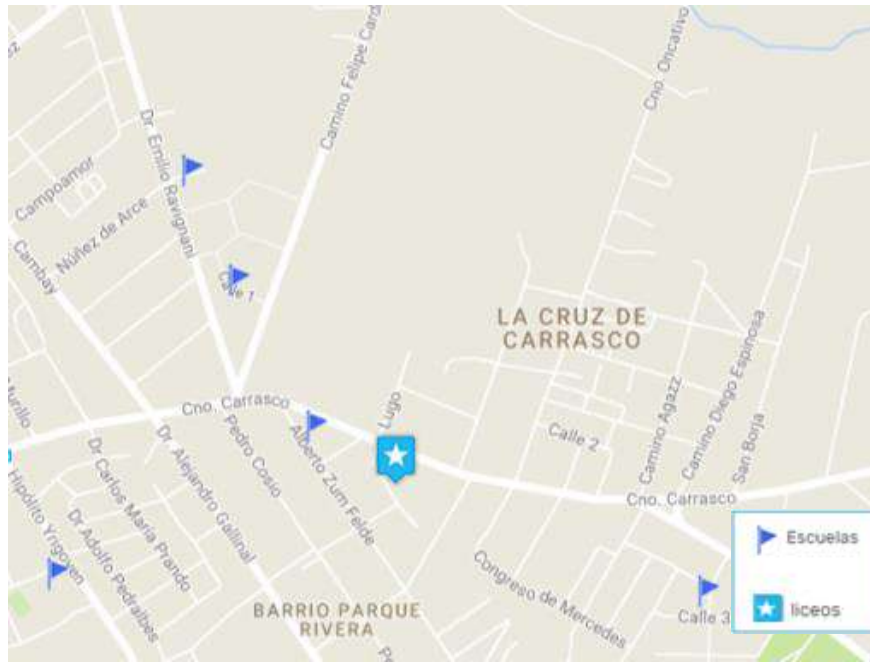 Dr. Emilio Ravignani
Camino Felipe Card
Cno. Oncativo
Campoamor
Núñez de Arce
Cambay
Calle 1
LA CRUZ DE
CARRASCO
Camino Diego Espinosa
Cno. Carrasco
Lugo
Murillo
Pedro Cosio
Alberto Zum Felde
Calle 2
Camino Agazz
San Borja
Dr. Carlos María Prando
Dr. Alejandro Gallinal
Hipólito Yrigoyen
Cno. Carrasco
Dr Adolfo Pedralbes
Escuelas
Congreso de Mercedes
BARRIO PARQUE
RIVERA
Calle 3
liceos